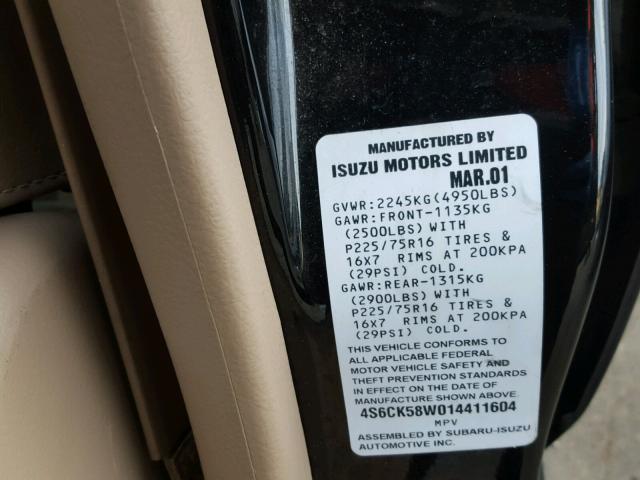 MANUFACTURED BY
ISUZU MOTORS LIMITED
MAR.01
GVWR:2245KG(4950LBS)
GAWR:FRONT-1135KG
(2500LBS) WITH
P225/75R16 TIRES &
16X7 RIMS AT 200KPA
(29PSI) COLD.
GAWR:REAR-1315KG
(2900LBS) WITH
P225/75R16 TIRES &
16X7 RIMS AT 200KPA
(29PSI) COLD.
THIS VEHICLE CONFORMS TO
ALL APPLICABLE FEDERAL
MOTOR VEHICLE SAFETY AND
THEFT PREVENTION STANDARDS
IN EFFECT ON THE DATE OF
MANUFACTURE SHOWN ABOVE.
4S6CK58W014411604
MPV
ASSEMBLED BY SUBARU-ISUZU
AUTOMOTIVE INC.